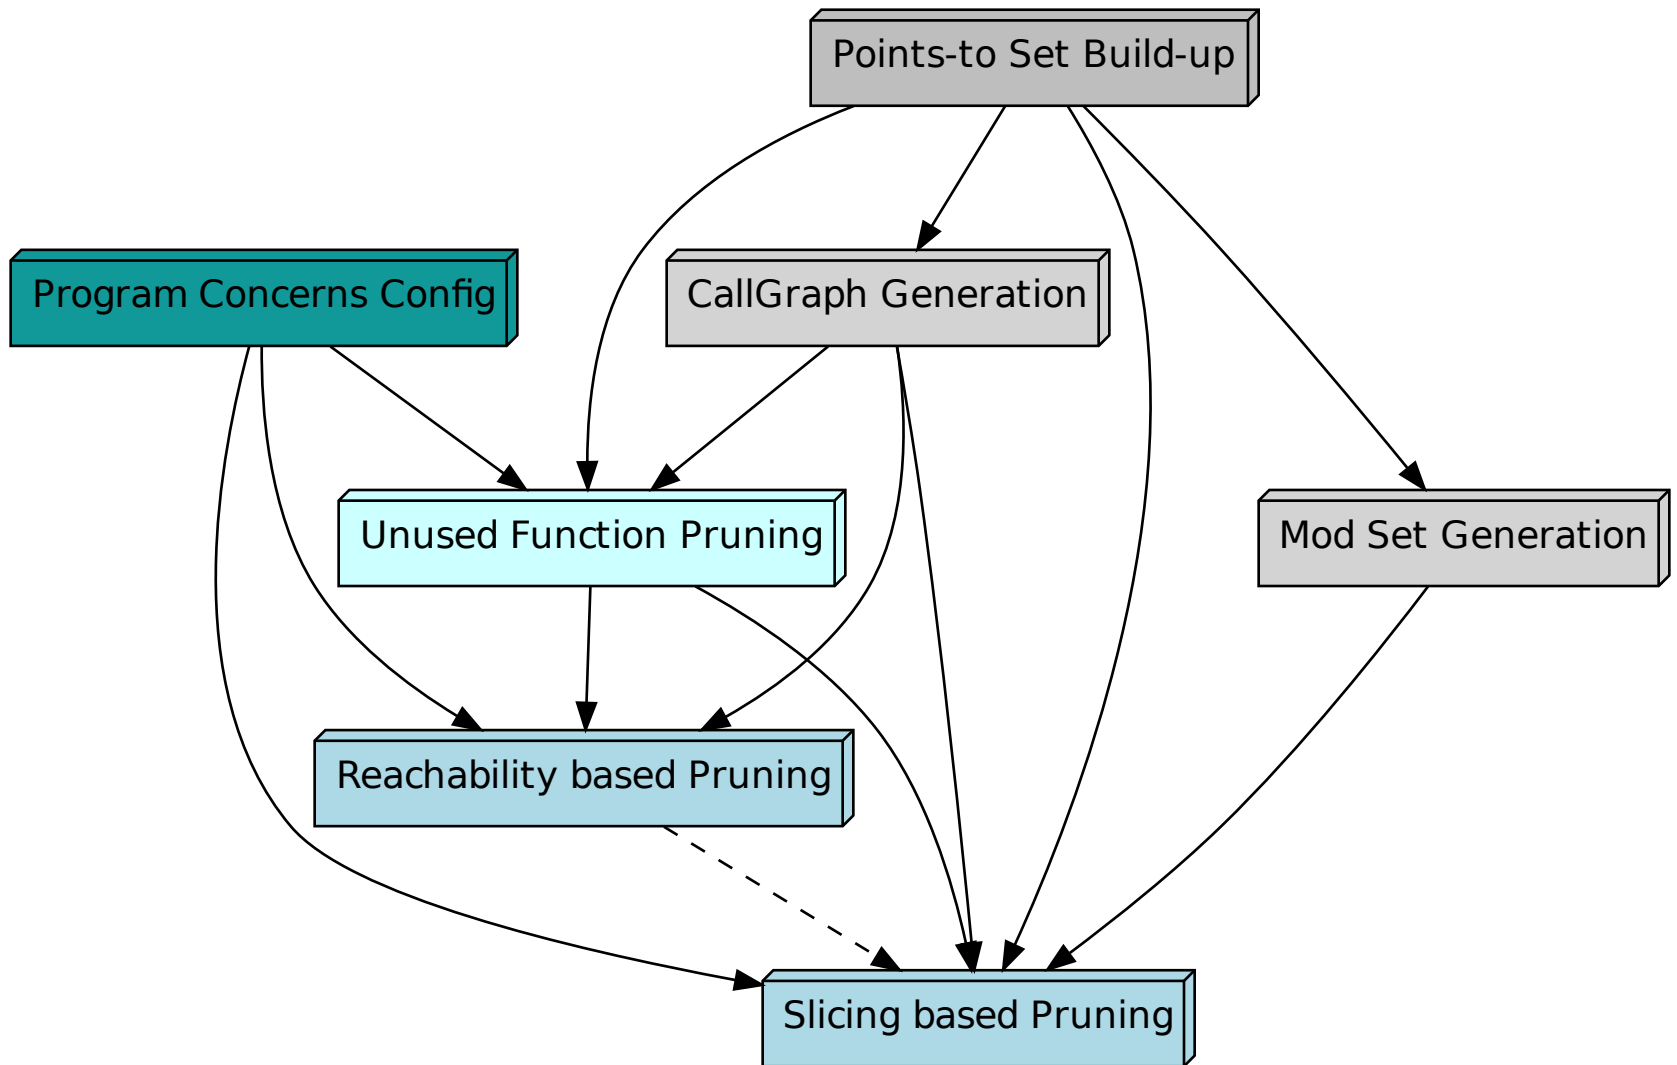 Points-to Set Build-up
Program Concerns Config
CallGraph Generation
Unused Function Pruning
Mod Set Generation
Reachability based Pruning
Slicing based Pruning